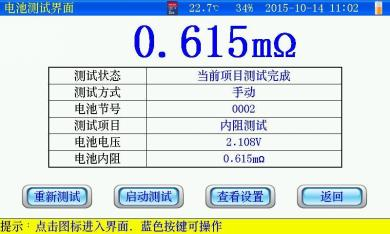 电池测试界面 22.7℃ 34% 2015-10-14 11:02
0.615mΩ
测试状态 当前项目测试完成
测试方式 手动
电池节号 0002
测试项目 内阻测试
电池电压 2.108V
电池内阻 0.615mΩ
重新测试 启动测试 查看设置 返回
提示：点击图标进入界面．蓝色按键可操作